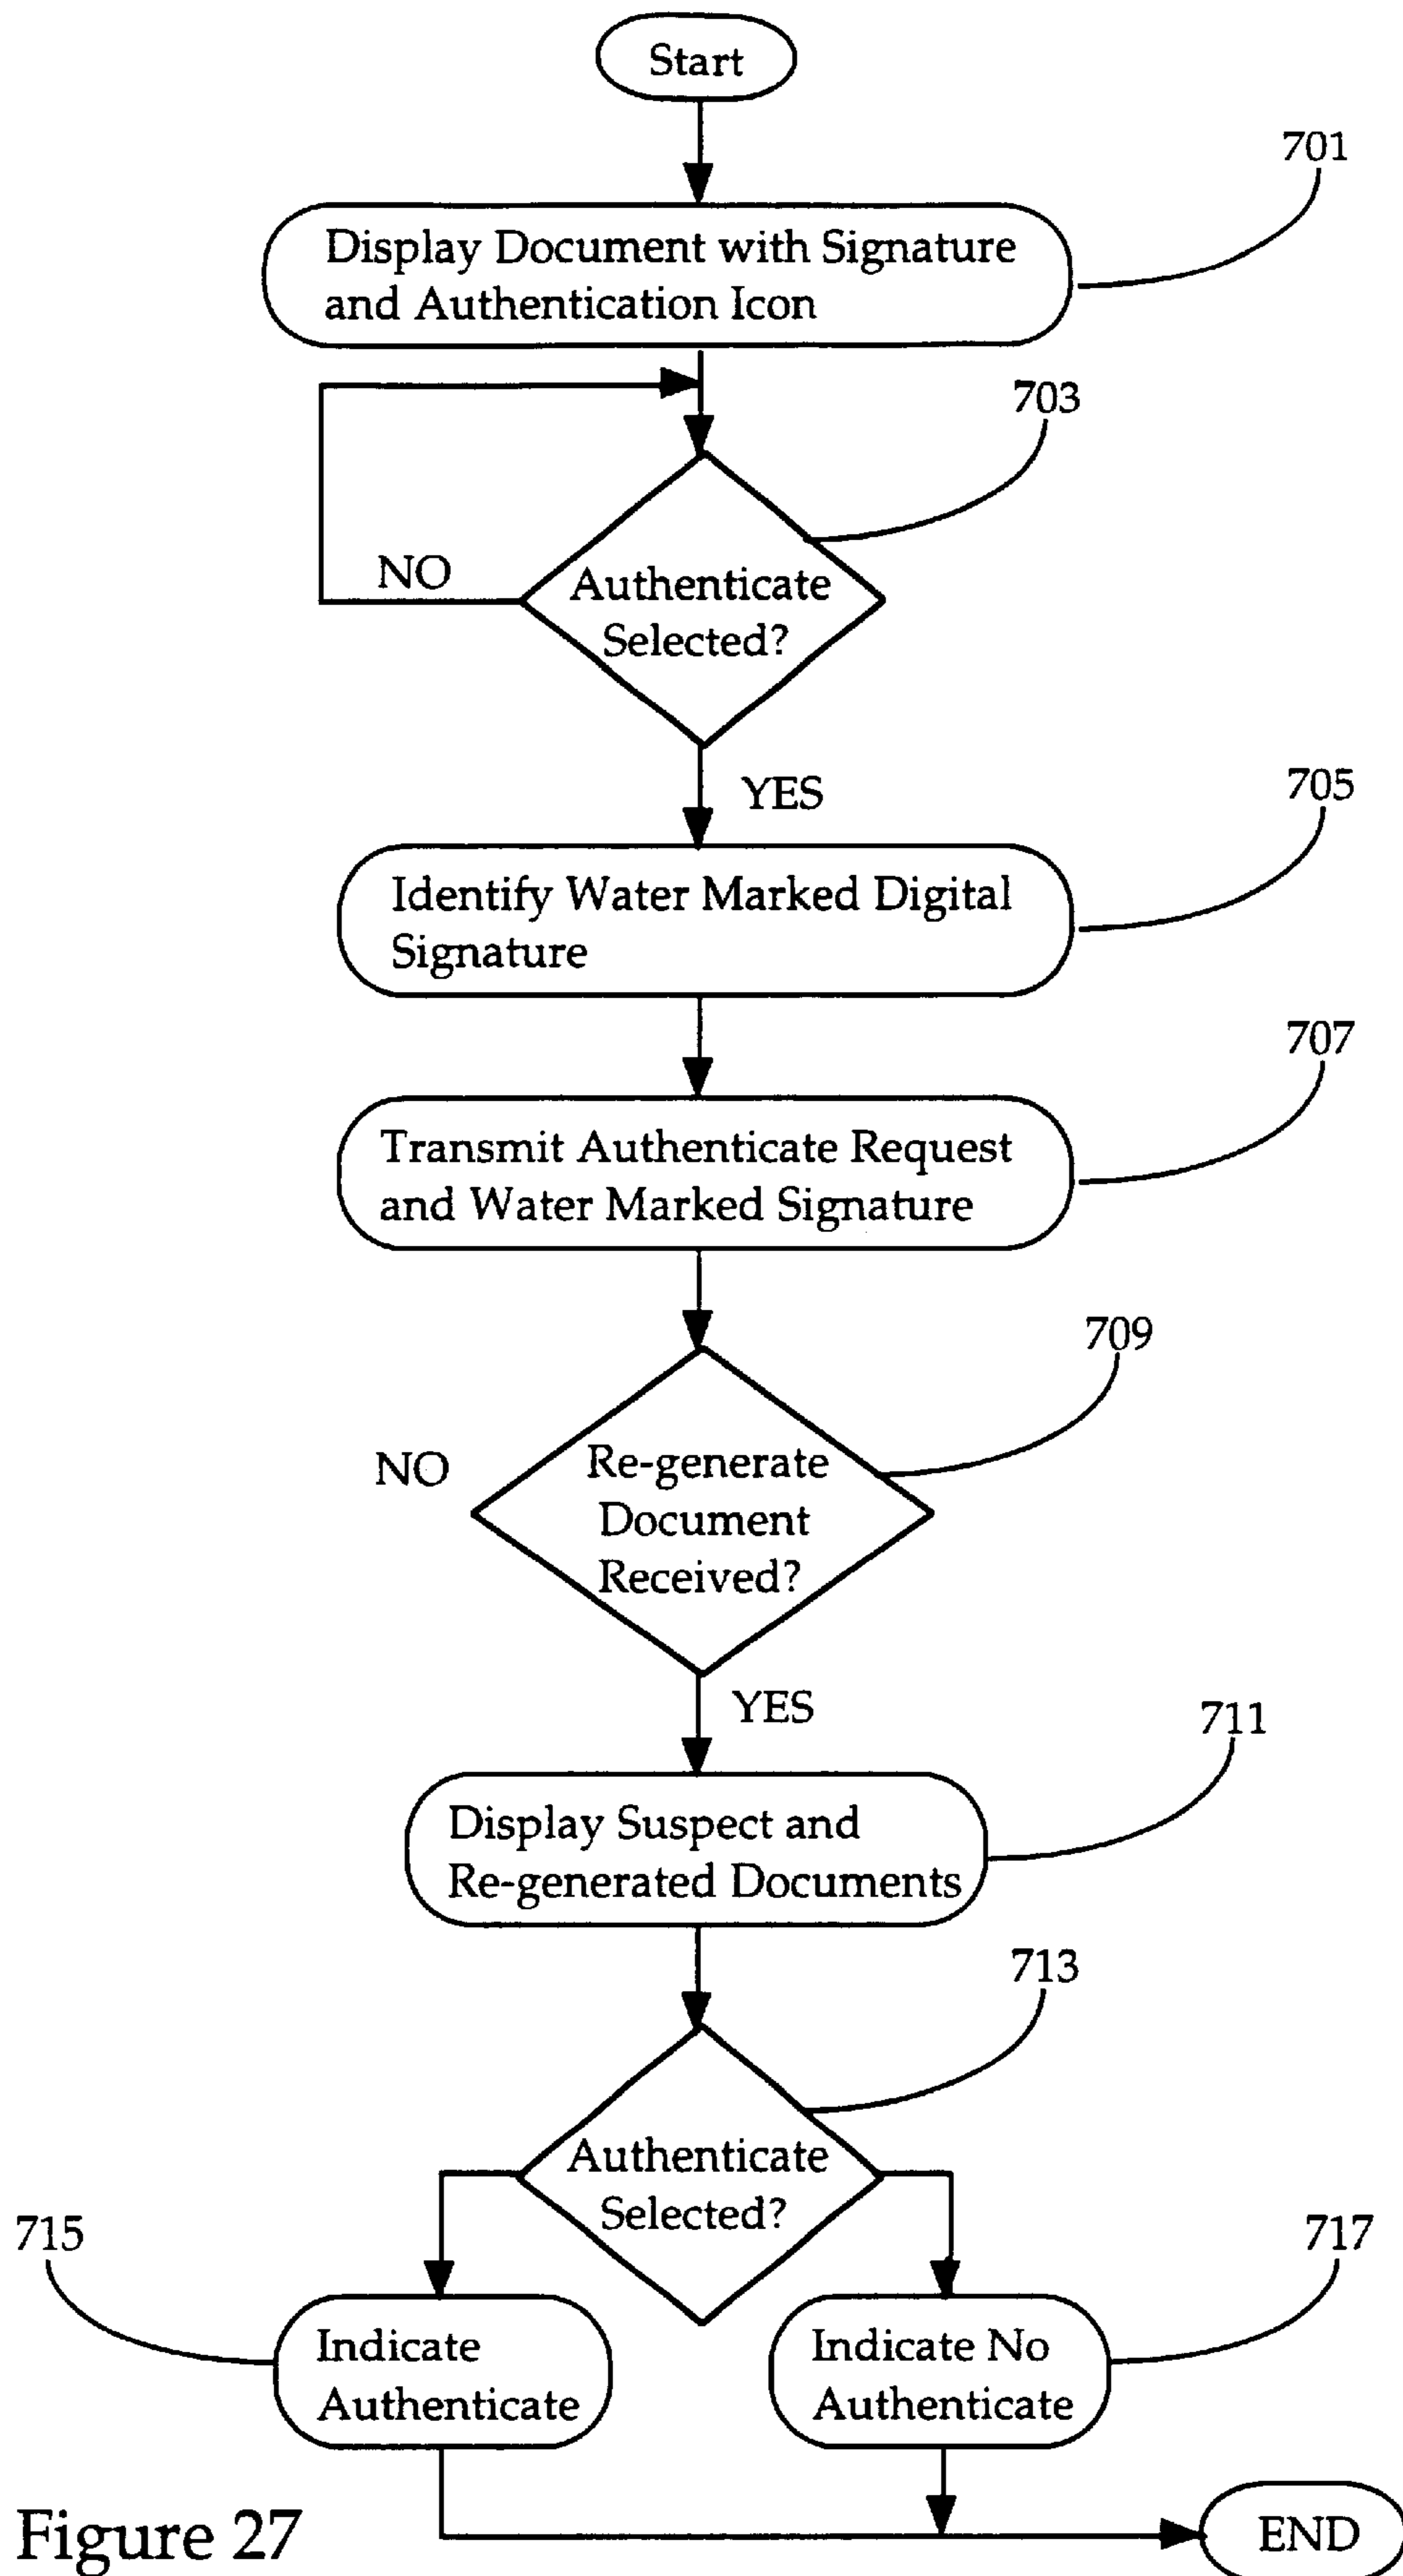 Start
701
Display Document with Signature
and Authentication Icon
703
NO
Authenticate
Selected?
YES
705
Identify Water Marked Digital
Signature
707
Transmit Authenticate Request
and Water Marked Signature
709
NO
Re-generate
Document
Received?
YES
711
Display Suspect and
Re-generated Documents
713
Authenticate
Selected?
715
717
Indicate
Authenticate
Indicate No
Authenticate
Figure 27
END